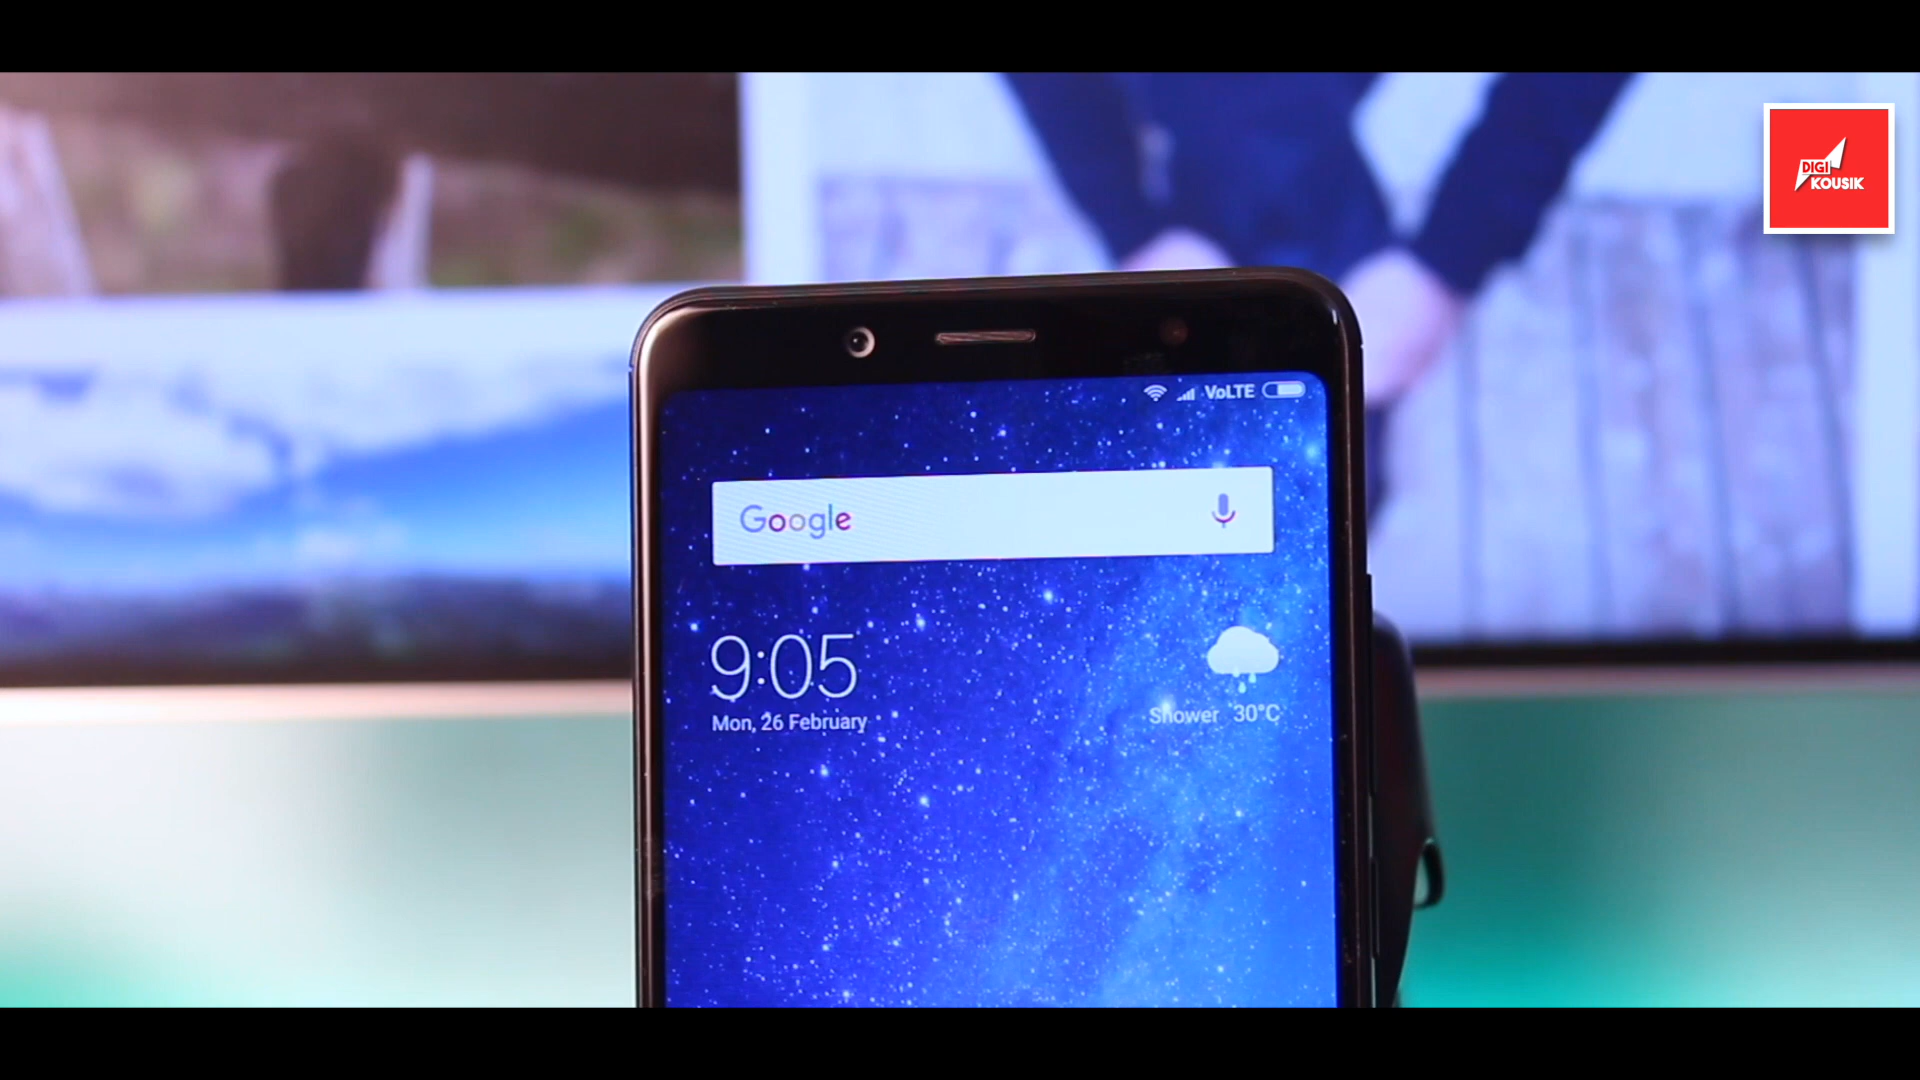 DIGI
KOUSIK
VoLTE
Google
9:05
Mon, 26 February
Shower 30°C